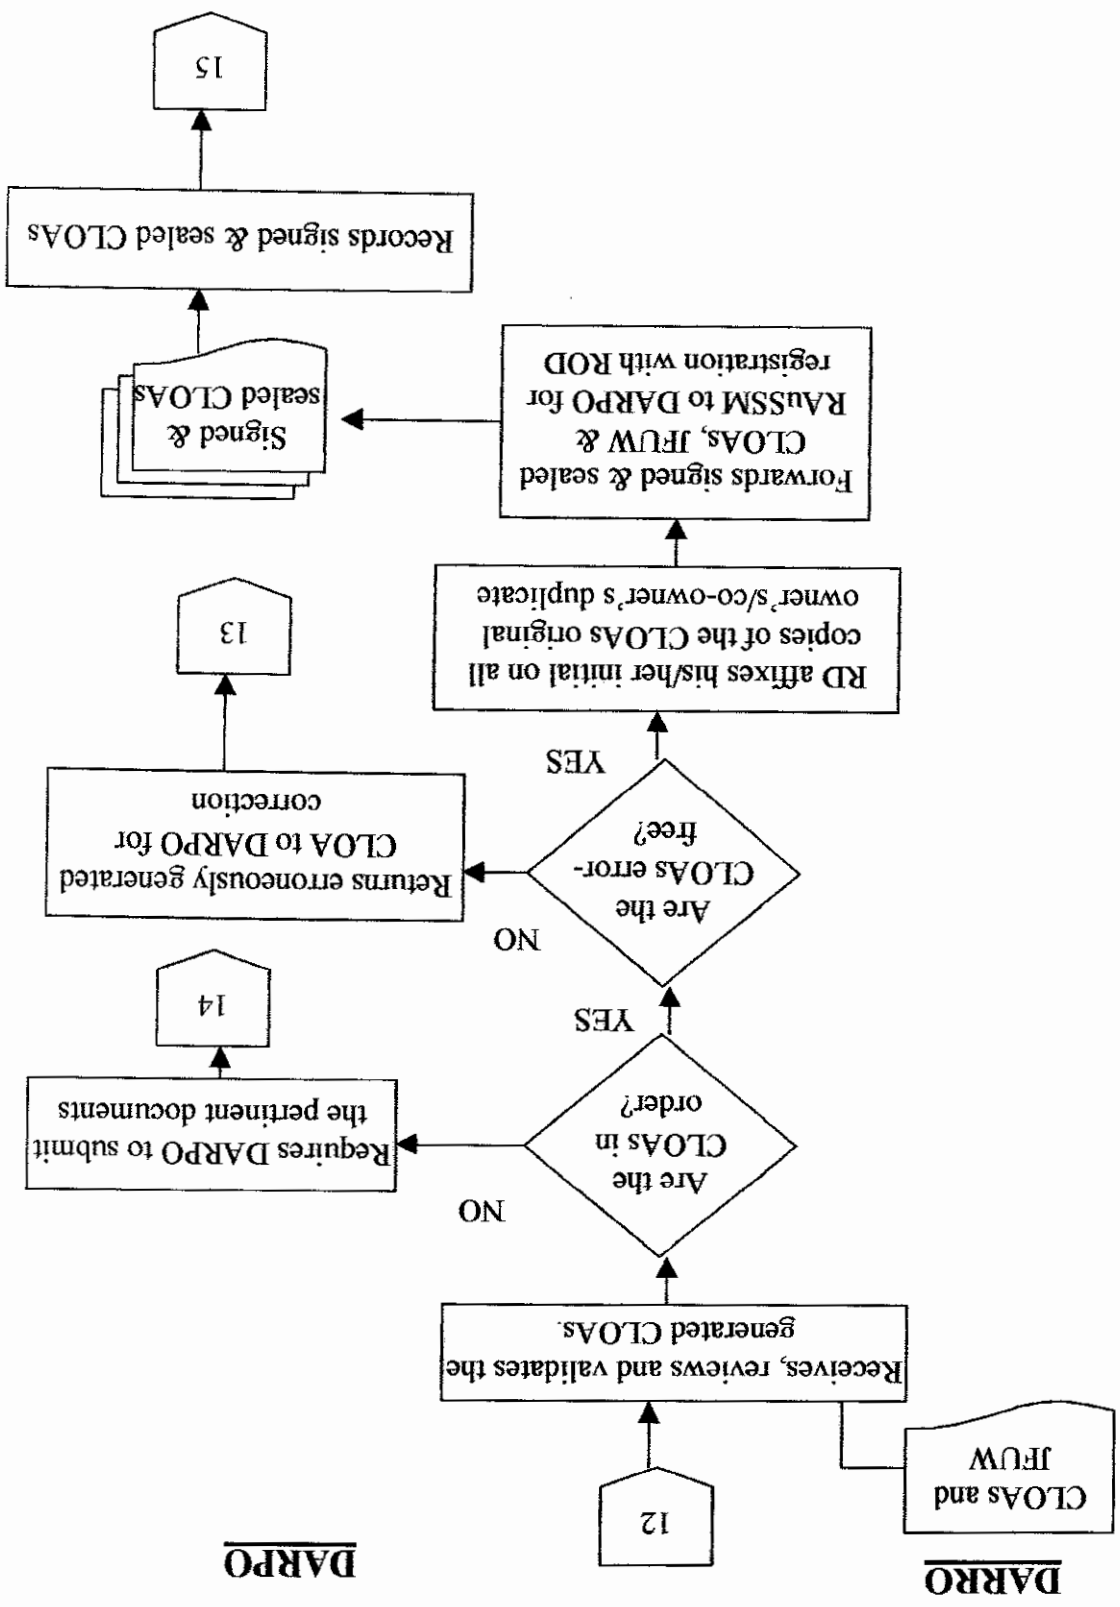 DARRO
DARPO
CLOAs and
JFUW
12
Receives, reviews and validates the
generated CLOAs.
Are the
CLOAs in
order?
NO
Requires DARPO to submit
the pertinent documents
14
YES
Are the
CLOAs error-
free?
NO
Returns erroneously generated
CLOA to DARPO for
correction
13
YES
RD affixes his/her initial on all
copies of the CLOAs original
owner's/co-owner's duplicate
Forwards signed & sealed
CLOAs, JFUW &
RAuSSM to DARPO for
registration with ROD
Signed &
sealed CLOAs
Records signed & sealed CLOAs
15